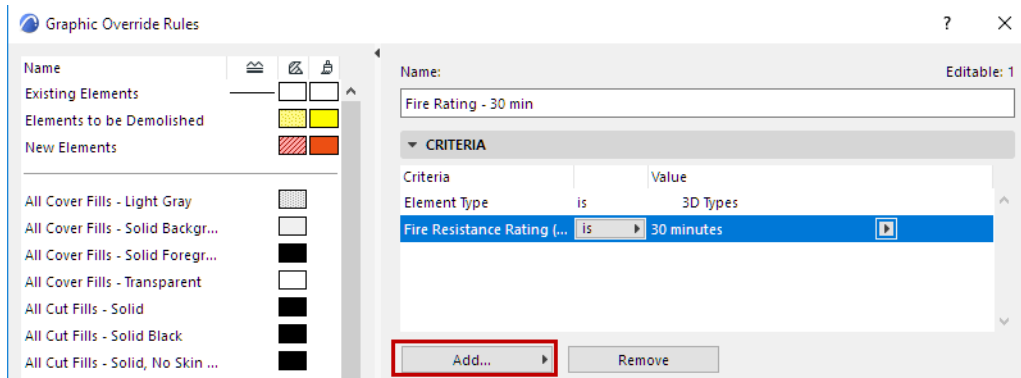 Graphic Override Rules
?
Name
Existing Elements
Elements to be Demolished
New Elements
All Cover Fills - Light Gray
All Cover Fills - Solid Backgr...
All Cover Fills - Solid Foregr...
All Cover Fills - Transparent
All Cut Fills - Solid
All Cut Fills - Solid Black
All Cut Fills - Solid, No Skin ...
Name: Editable: 1
Fire Rating - 30 min
CRITERIA
Criteria Value
Element Type is 3D Types
Fire Resistance Rating (... is 30 minutes
Add... Remove